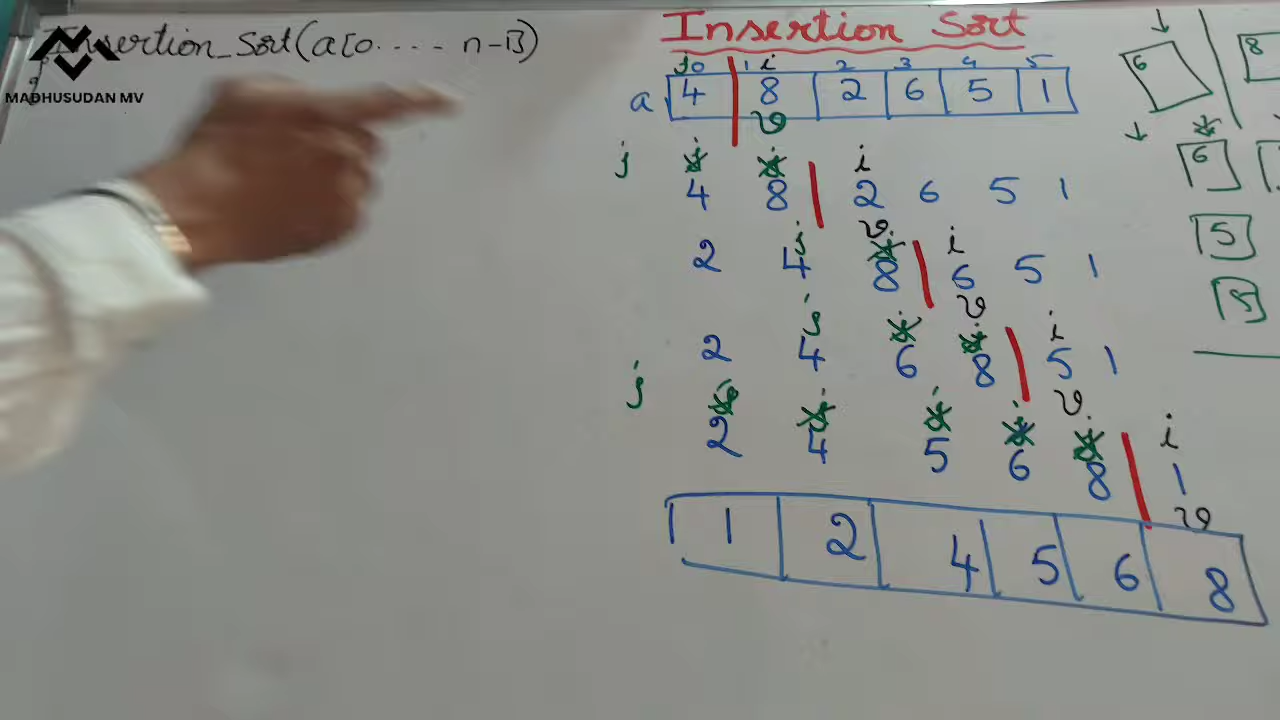 Insertion_Sort(a[0.... n-1])
{
MADHUSUDAN MV
Insertion Sort
j 0 1 i 2 3 4 5
a 4 8 2 6 5 1
v
j j j i
4 8 2 6 5 1
j v j i
2 4 8 6 5 1
j j v j i
2 4 6 8 5 1
j j j j j v j i
2 4 5 6 8 1
v
1 2 4 5 6 8
6
8
6
5
5